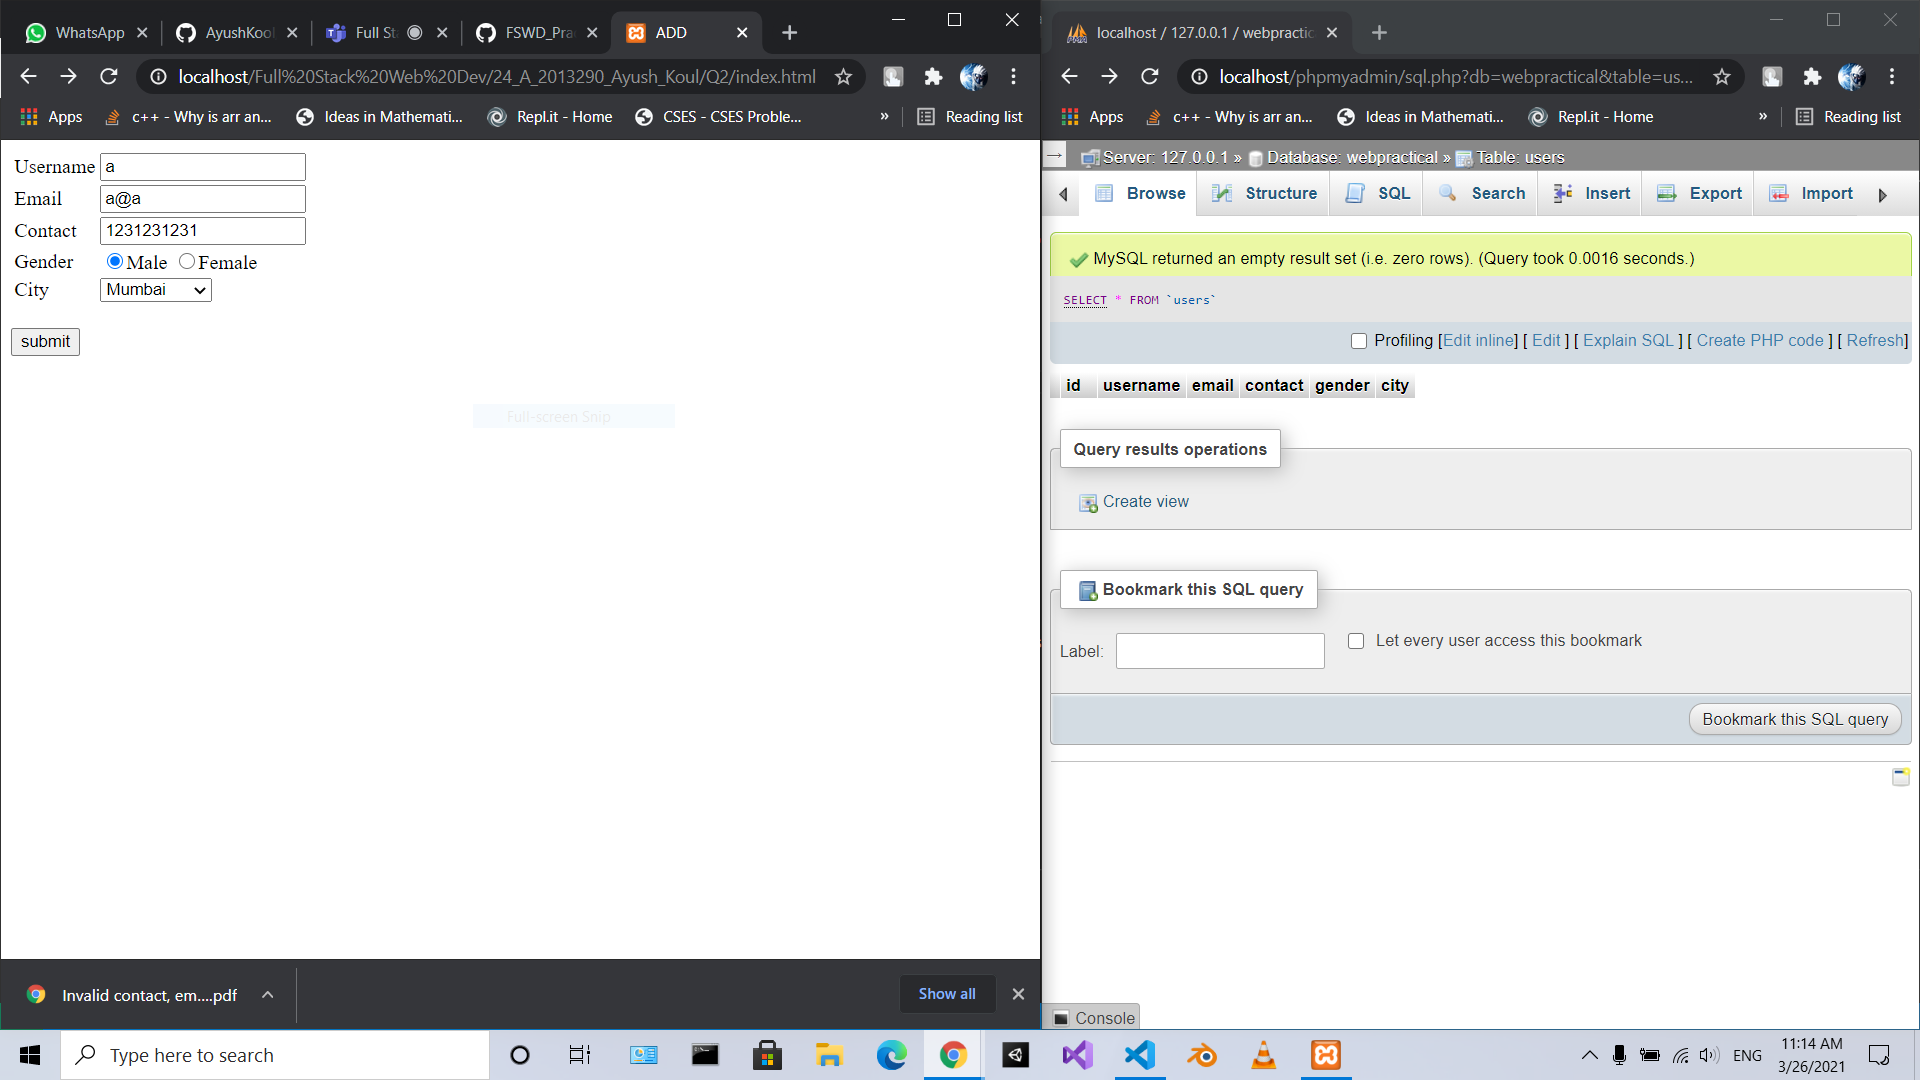 WhatsApp
AyushKool
Full St
FSWD_Prac
ADD
localhost/Full%20Stack%20Web%20Dev/24_A_2013290_Ayush_Koul/Q2/index.html
Apps
c++ - Why is arr an...
Ideas in Mathemati...
Repl.it - Home
CSES - CSES Proble...
»
Reading list
Username a
Email a@a
Contact 1231231231
Gender Male Female
City Mumbai
submit
Full-screen Snip
Invalid contact, em....pdf
Show all
localhost / 127.0.0.1 / webpractic
localhost/phpmyadmin/sql.php?db=webpractical&table=us...
Apps
c++ - Why is arr an...
Ideas in Mathemati...
Repl.it - Home
»
Reading list
Server: 127.0.0.1 » Database: webpractical » Table: users
Browse Structure SQL Search Insert Export Import
MySQL returned an empty result set (i.e. zero rows). (Query took 0.0016 seconds.)
SELECT * FROM `users`
Profiling [Edit inline] [ Edit ] [ Explain SQL ] [ Create PHP code ] [ Refresh]
id username email contact gender city
Query results operations
Create view
Bookmark this SQL query
Label:
Let every user access this bookmark
Bookmark this SQL query
Console
Type here to search
ENG
11:14 AM
3/26/2021